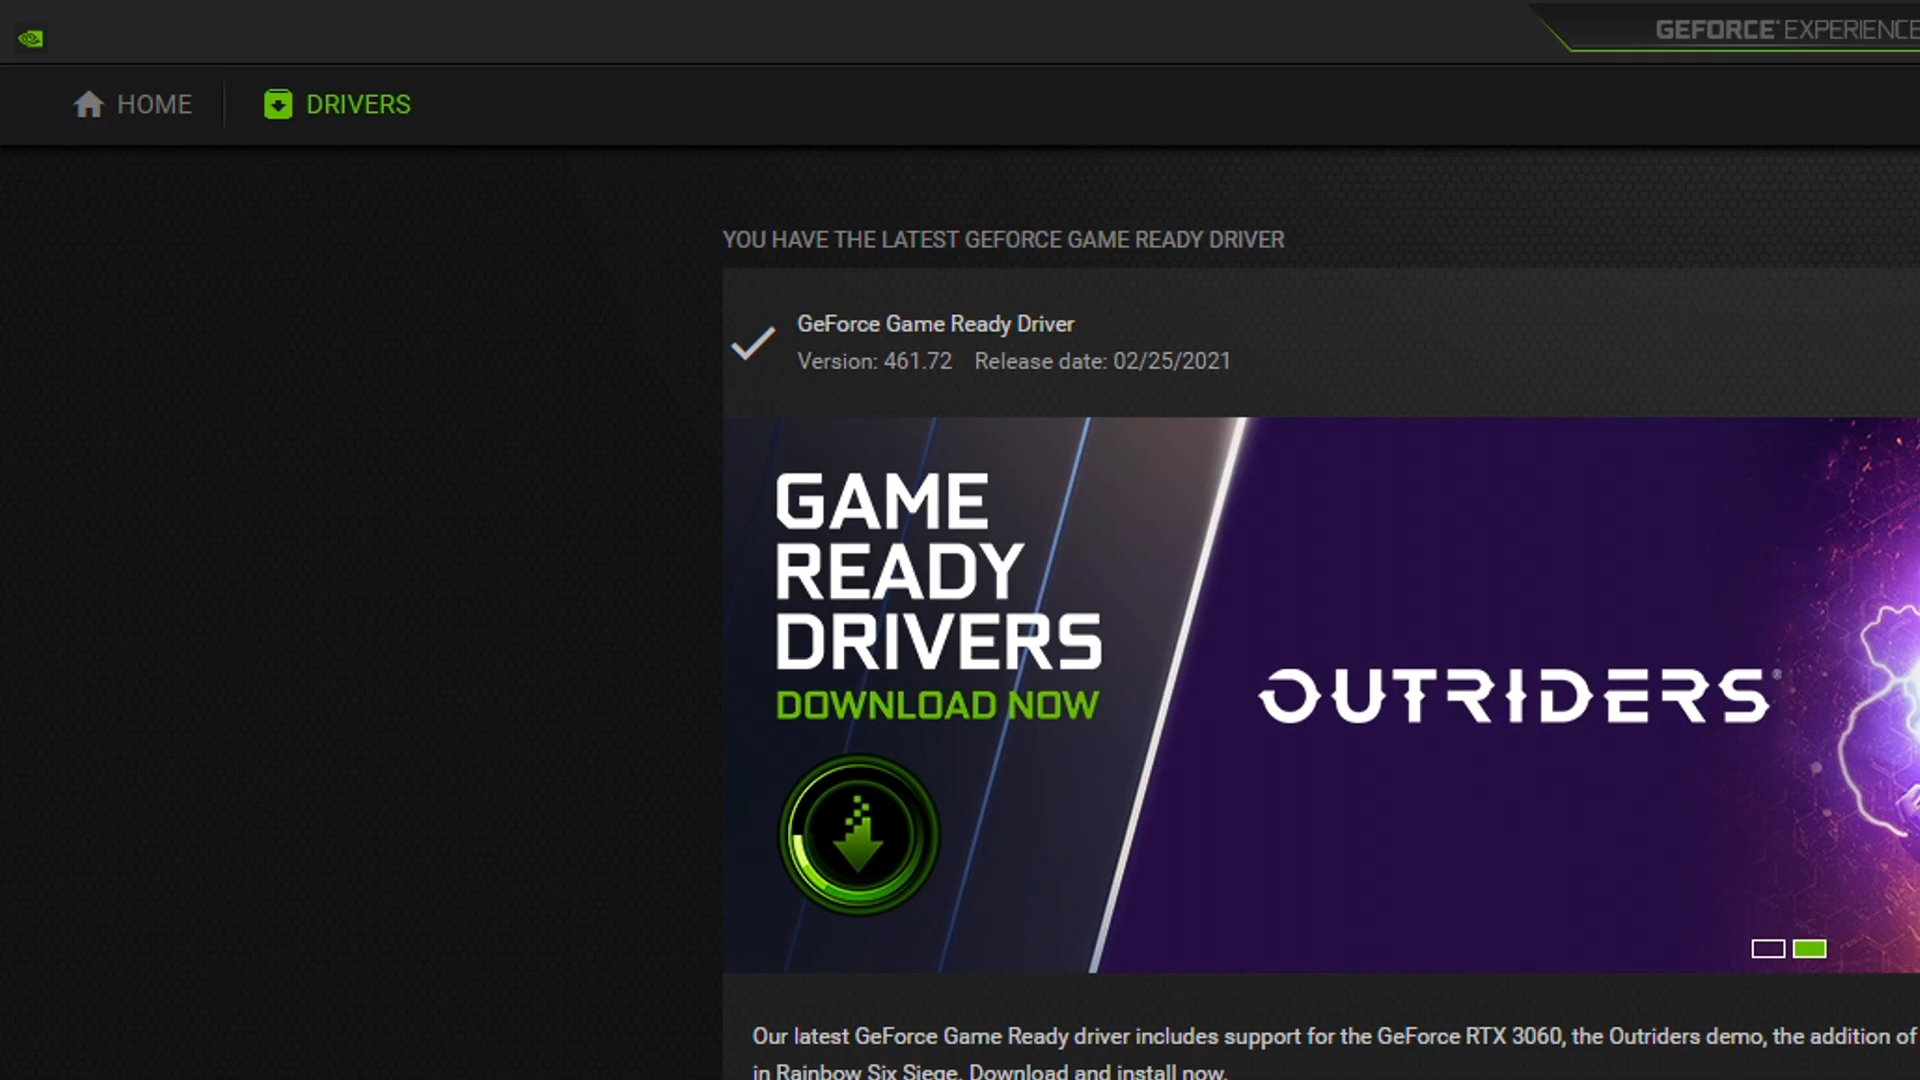 GEFORCE® EXPERIENCE
HOME
DRIVERS
YOU HAVE THE LATEST GEFORCE GAME READY DRIVER
GeForce Game Ready Driver
Version: 461.72 Release date: 02/25/2021
GAME
READY
DRIVERS
DOWNLOAD NOW
OUTRIDERS®
Our latest GeForce Game Ready driver includes support for the GeForce RTX 3060, the Outriders demo, the addition of
in Rainbow Six Siege. Download and install now.